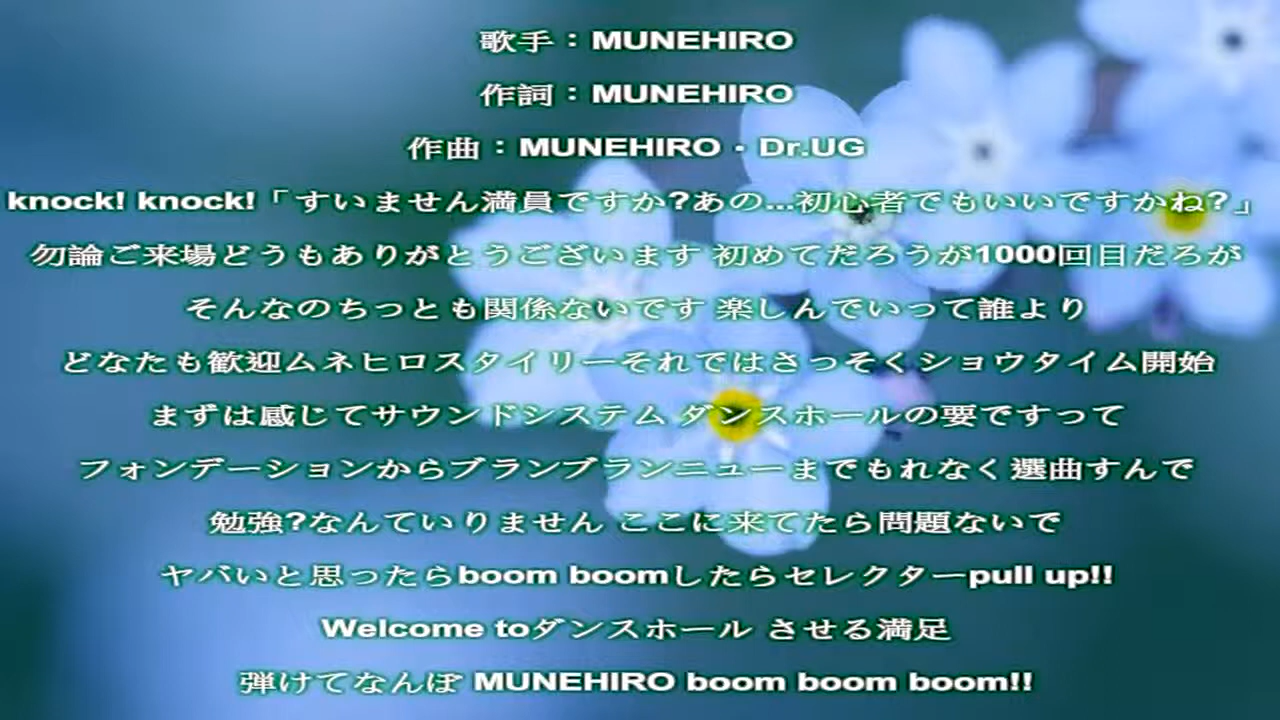 歌手：MUNEHIRO
作詞：MUNEHIRO
作曲：MUNEHIRO・Dr.UG
knock! knock!「すいません満員ですか?あの...初心者でもいいですかね?」
勿論ご来場どうもありがとうございます 初めてだろうが1000回目だろが
そんなのちっとも関係ないです 楽しんでいって誰より
どなたも歓迎ムネヒロスタイリーそれではさっそくショウタイム開始
まずは感じてサウンドシステム ダンスホールの要ですって
フォンデーションからブランブランニューまでもれなく選曲すんで
勉強?なんていりません ここに来てたら問題ないで
ヤバいと思ったらboom boomしたらセレクターpull up!!
Welcome toダンスホール させる満足
弾けてなんぼ MUNEHIRO boom boom boom!!